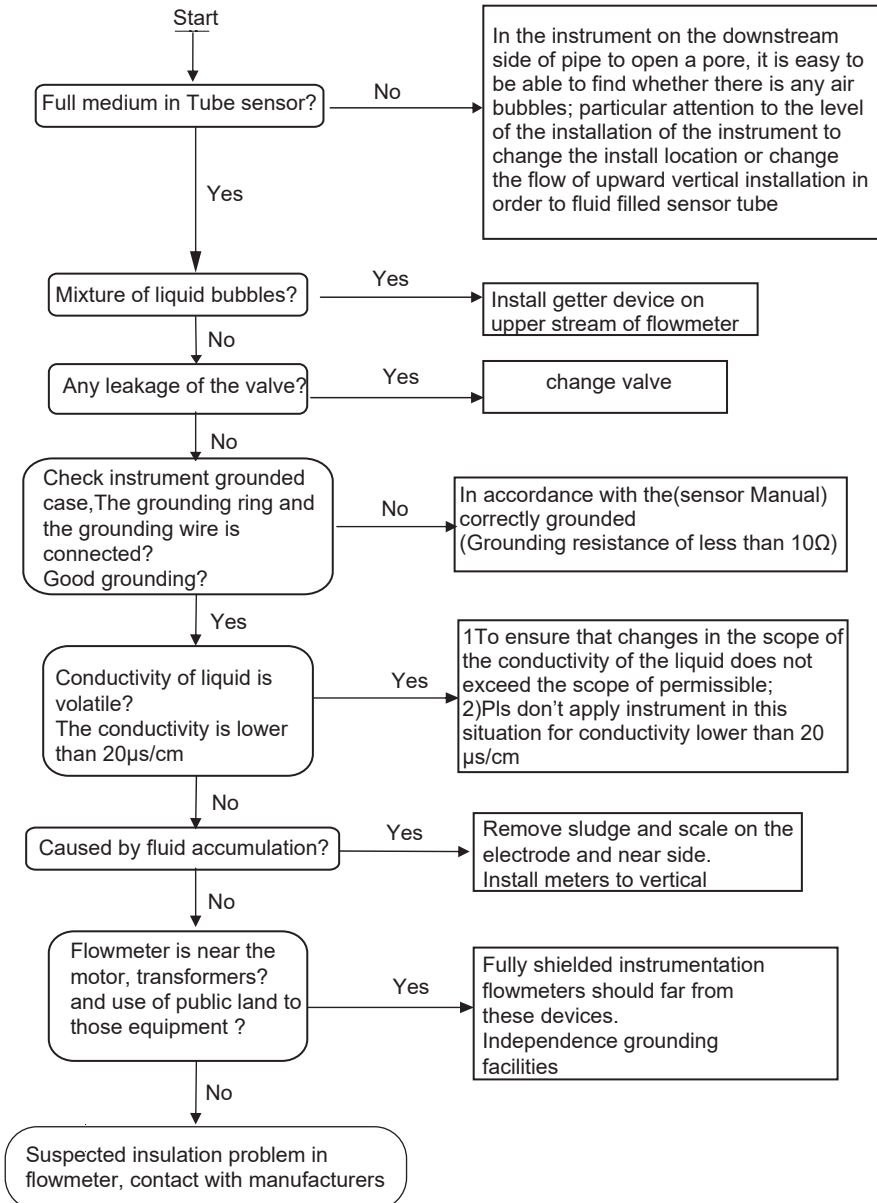 Start
Full medium in Tube sensor?
No
In the instrument on the downstream
side of pipe to open a pore, it is easy to
be able to find whether there is any air
bubbles; particular attention to the level
of the installation of the instrument to
change the install location or change
the flow of upward vertical installation in
order to fluid filled sensor tube
Yes
Mixture of liquid bubbles?
Yes
Install getter device on
upper stream of flowmeter
No
Any leakage of the valve?
Yes
change valve
No
Check instrument grounded
case,The grounding ring and
the grounding wire is
connected?
Good grounding?
No
In accordance with the(sensor Manual)
correctly grounded
(Grounding resistance of less than 10Ω)
Yes
Conductivity of liquid is
volatile?
The conductivity is lower
than 20μs/cm
Yes
1To ensure that changes in the scope of
the conductivity of the liquid does not
exceed the scope of permissible;
2)Pls don’t apply instrument in this
situation for conductivity lower than 20
μs/cm
No
Caused by fluid accumulation?
Yes
Remove sludge and scale on the
electrode and near side.
Install meters to vertical
No
Flowmeter is near the
motor, transformers?
and use of public land to
those equipment ?
Yes
Fully shielded instrumentation
flowmeters should far from
these devices.
Independence grounding
facilities
No
Suspected insulation problem in
flowmeter, contact with manufacturers